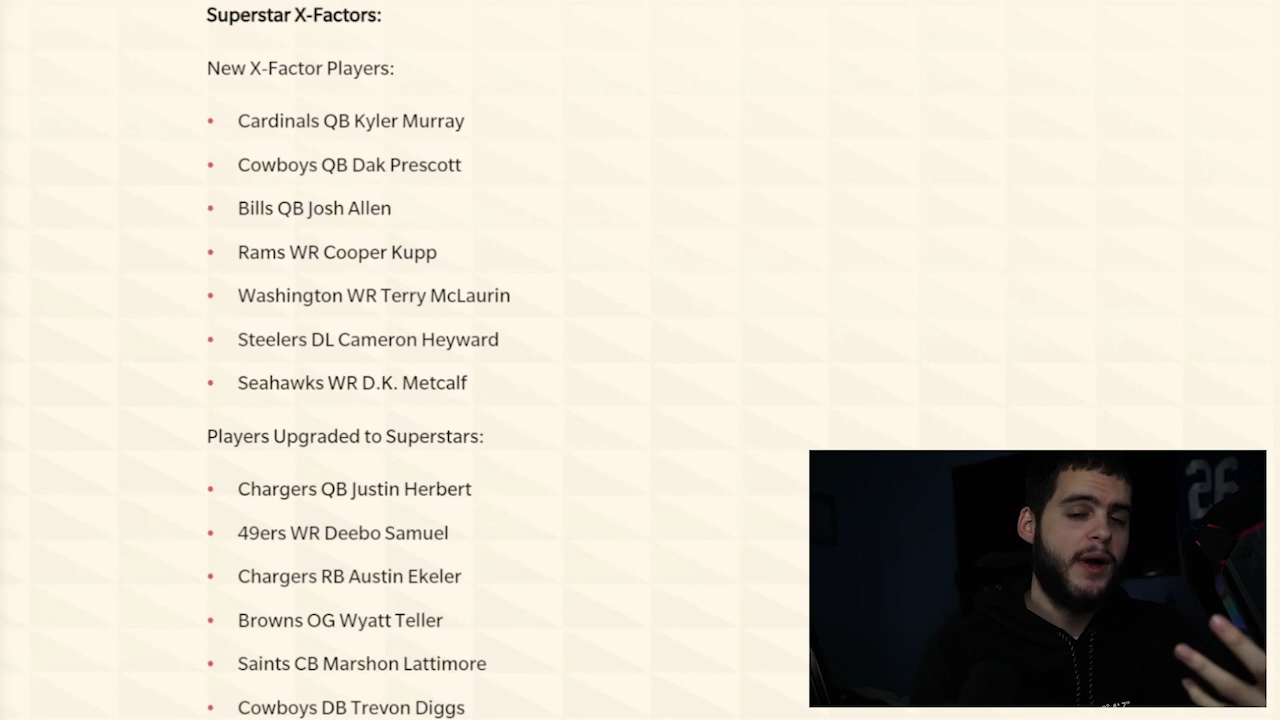 Superstar X-Factors:
New X-Factor Players:
• Cardinals QB Kyler Murray
• Cowboys QB Dak Prescott
• Bills QB Josh Allen
• Rams WR Cooper Kupp
• Washington WR Terry McLaurin
• Steelers DL Cameron Heyward
• Seahawks WR D.K. Metcalf
Players Upgraded to Superstars:
• Chargers QB Justin Herbert
• 49ers WR Deebo Samuel
• Chargers RB Austin Ekeler
• Browns OG Wyatt Teller
• Saints CB Marshon Lattimore
• Cowboys DB Trevon Diggs
26